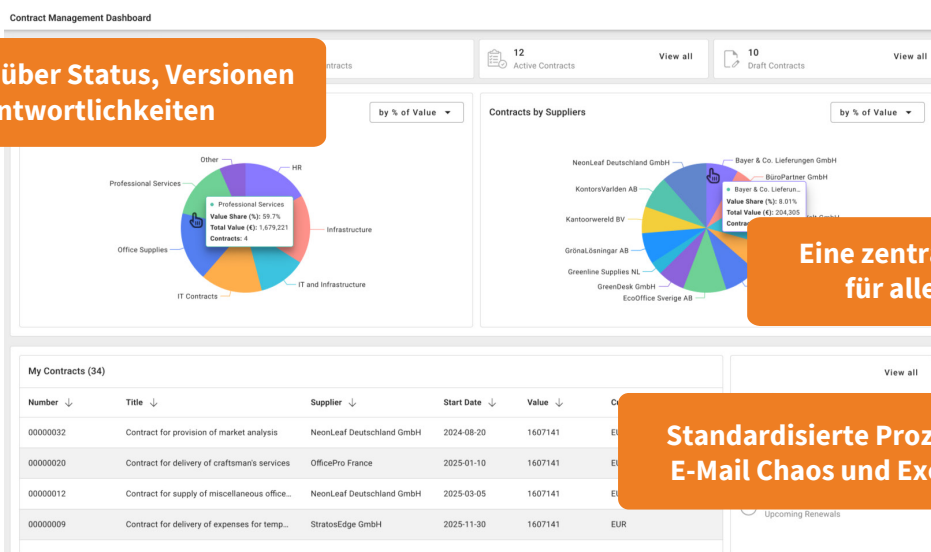 Contract Management Dashboard
über Status, Versionen
12
Active Contracts
View all
10
Draft Contracts
View all
by % of Value
Contracts by Suppliers
by % of Value
Other
HR
Professional Services
Professional Services
Value Share (%): 59.7%
Total Value (€): 1,679,221
Contracts: 4
Infrastructure
Office Supplies
IT and Infrastructure
IT Contracts
NeonLeaf Deutschland GmbH
Bayer & Co. Lieferungen GmbH
BüroPartner GmbH
KontorsVarlden AB
Bayer & Co. Lieferun...
Value Share (%): 8.01%
Total Value (€): 204,305
Kantoorwereld BV
GrönaLösningar AB
Greenline Supplies NL
GreenDesk GmbH
EcoOffice Sverige AB
Eine
für
My Contracts (34)
View all
Number Title Supplier Start Date Value
00000032 Contract for provision of market analysis NeonLeaf Deutschland GmbH 2024-08-20 1607141
00000020 Contract for delivery of craftsman's services OfficePro France 2025-01-10 1607141
00000012 Contract for supply of miscellaneous office... NeonLeaf Deutschland GmbH 2025-03-05 1607141
00000009 Contract for delivery of expenses for temp... StratosEdge GmbH 2025-11-30 1607141 EUR
Standardisierte
E-Mail Chaos und
Upcoming Renewals